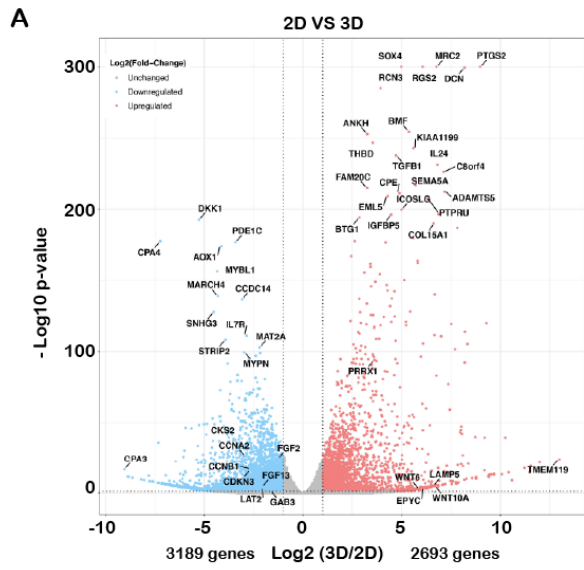 A
2D VS 3D
Log2(Fold-Change)
Unchanged
Downregulated
Upregulated
300
200
100
0
- Log10 p-value
SOX4
MRC2
PTGS2
RCN3
RGS2
DCN
ANKH
BMF
KIAA1199
THBD
TGFB1
IL24
C8orf4
FAM20C
CPE
SEMA5A
ADAMTS5
EML5
ICOSLG
PTPRU
BTG1
IGFBP5
COL15A1
DKK1
PDE1C
CPA4
AOX1
MYBL1
MARCH4
CCDC14
SNHG3
IL7R
MAT2A
STRIP2
MYPN
PRRX1
CKS2
CCNA2
FGF2
CPA3
CCNB1
FGF13
CDKN3
LAT2
GAB3
WNT6
LAMP5
TMEM119
EPYC
WNT10A
-10
-5
0
5
10
3189 genes
Log2 (3D/2D)
2693 genes